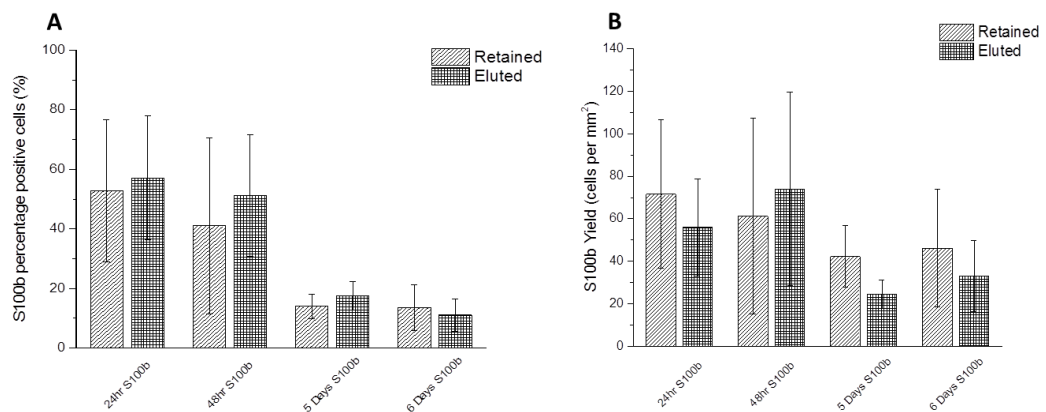 A
Retained
Eluted
S100b percentage positive cells (%)
100
80
60
40
20
0
24hr S100b
48hr S100b
5 Days S100b
6 Days S100b
B
Retained
Eluted
S100b Yield (cells per mm²)
140
120
100
80
60
40
20
0
24hr S100b
48hr S100b
5 Days S100b
6 Days S100b